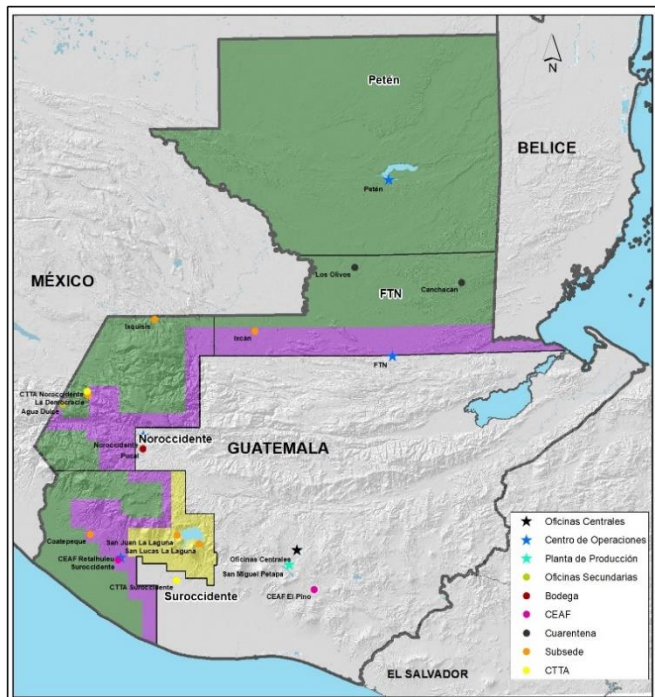 Petén
N
BELICE
Petén
Los Olivos
Canchacan
FTN
MÉXICO
Ixquisis
Ixcán
FTN
CTTA Noroccidente
La Democracia
Agua Dulce
Noroccidente
Noroccidente
Pucal
GUATEMALA
Coatepeque
San Juan La Laguna
San Lucas La Laguna
CEAF Retalhuleu
Suroccidente
Oficinas Centrales
San Miguel Petapa
CTTA Suroccidente
CEAF El Pino
Suroccidente
EL SALVADOR
Oficinas Centrales
Centro de Operaciones
Planta de Producción
Oficinas Secundarias
Bodega
CEAF
Cuarentena
Subsede
CTTA